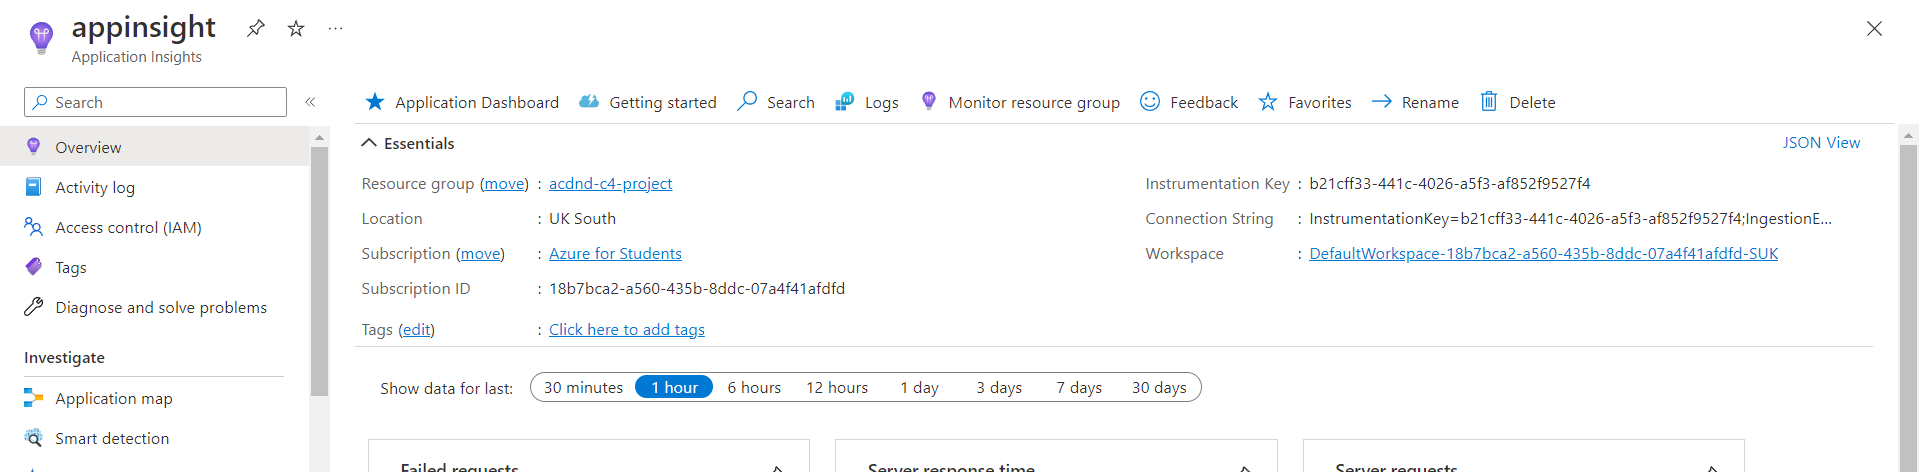 appinsight
Application Insights
Search
Overview
Activity log
Access control (IAM)
Tags
Diagnose and solve problems
Investigate
Application map
Smart detection
Application Dashboard
Getting started
Search
Logs
Monitor resource group
Feedback
Favorites
Rename
Delete
Essentials
JSON View
Resource group (move) : acdnd-c4-project
Location : UK South
Subscription (move) : Azure for Students
Subscription ID : 18b7bca2-a560-435b-8ddc-07a4f41afdfd
Tags (edit) : Click here to add tags
Instrumentation Key : b21cff33-441c-4026-a5f3-af852f9527f4
Connection String : InstrumentationKey=b21cff33-441c-4026-a5f3-af852f9527f4;IngestionE...
Workspace : DefaultWorkspace-18b7bca2-a560-435b-8ddc-07a4f41afdfd-SUK
Show data for last: 30 minutes 1 hour 6 hours 12 hours 1 day 3 days 7 days 30 days
Failed requests
Server response time
Server requests